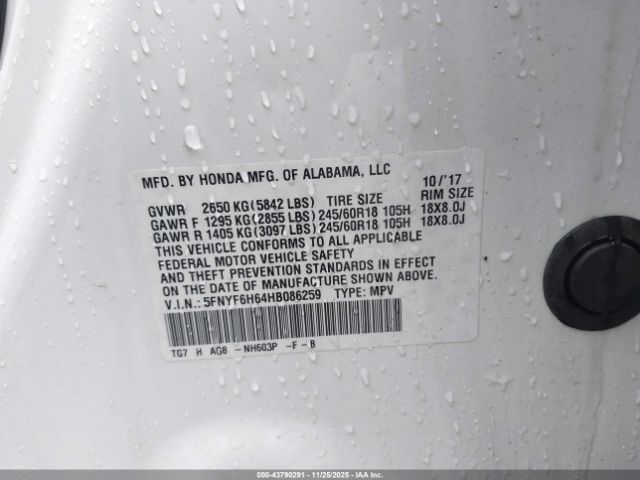 MFD. BY HONDA MFG. OF ALABAMA, LLC 10/'17
GVWR 2650 KG(5842 LBS) TIRE SIZE RIM SIZE
GAWR F 1295 KG(2855 LBS)245/60R18 105H 18X8.0J
GAWR R 1405 KG(3097 LBS)245/60R18 105H 18X8.0J
THIS VEHICLE CONFORMS TO ALL APPLICABLE
FEDERAL MOTOR VEHICLE SAFETY
AND THEFT PREVENTION STANDARDS IN EFFECT
ON THE DATE OF MANUFACTURE SHOWN ABOVE.
V.I.N.: 5FNYF6H64HB086259 TYPE: MPV
TG7 H AG8 -NH603P -F-B
000-43790291 - 11/25/2025 - IAA Inc.